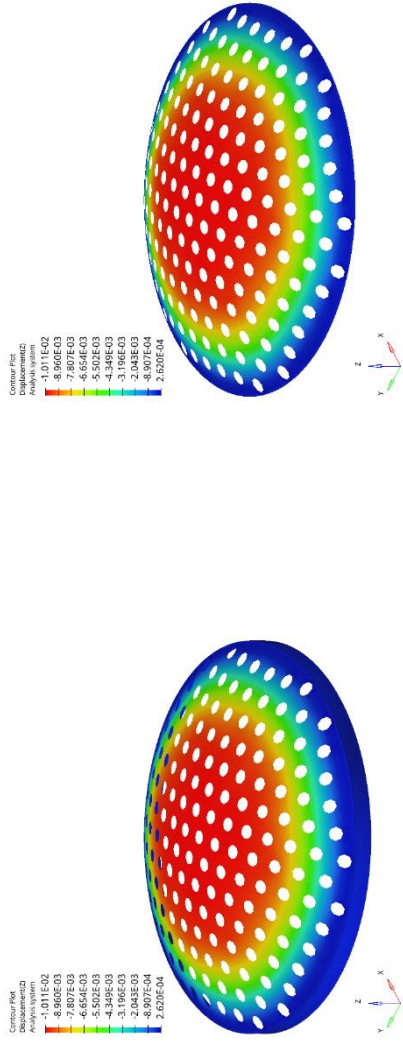 Contour Plot
Displacement(Z)
Analysis system
-1.011E-02
-8.960E-03
-7.807E-03
-6.654E-03
-5.502E-03
-4.349E-03
-3.196E-03
-2.043E-03
-8.907E-04
2.620E-04
Z
X
Y
Contour Plot
Displacement(Z)
Analysis system
-1.011E-02
-8.960E-03
-7.807E-03
-6.654E-03
-5.502E-03
-4.349E-03
-3.196E-03
-2.043E-03
-8.907E-04
2.620E-04
Z
X
Y